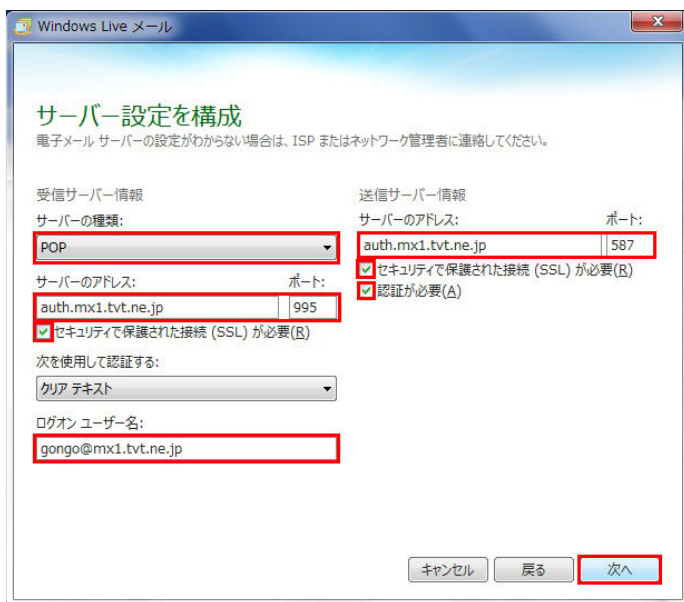 Windows Live メール
サーバー設定を構成
電子メール サーバーの設定がわからない場合は、ISP またはネットワーク管理者に連絡してください。
受信サーバー情報
サーバーの種類:
POP
サーバーのアドレス: ポート:
auth.mx1.tvt.ne.jp 995
セキュリティで保護された接続 (SSL) が必要(R)
次を使用して認証する:
クリア テキスト
ログオン ユーザー名:
gongo@mx1.tvt.ne.jp
送信サーバー情報
サーバーのアドレス: ポート:
auth.mx1.tvt.ne.jp 587
セキュリティで保護された接続 (SSL) が必要(R)
認証が必要(A)
キャンセル 戻る 次へ